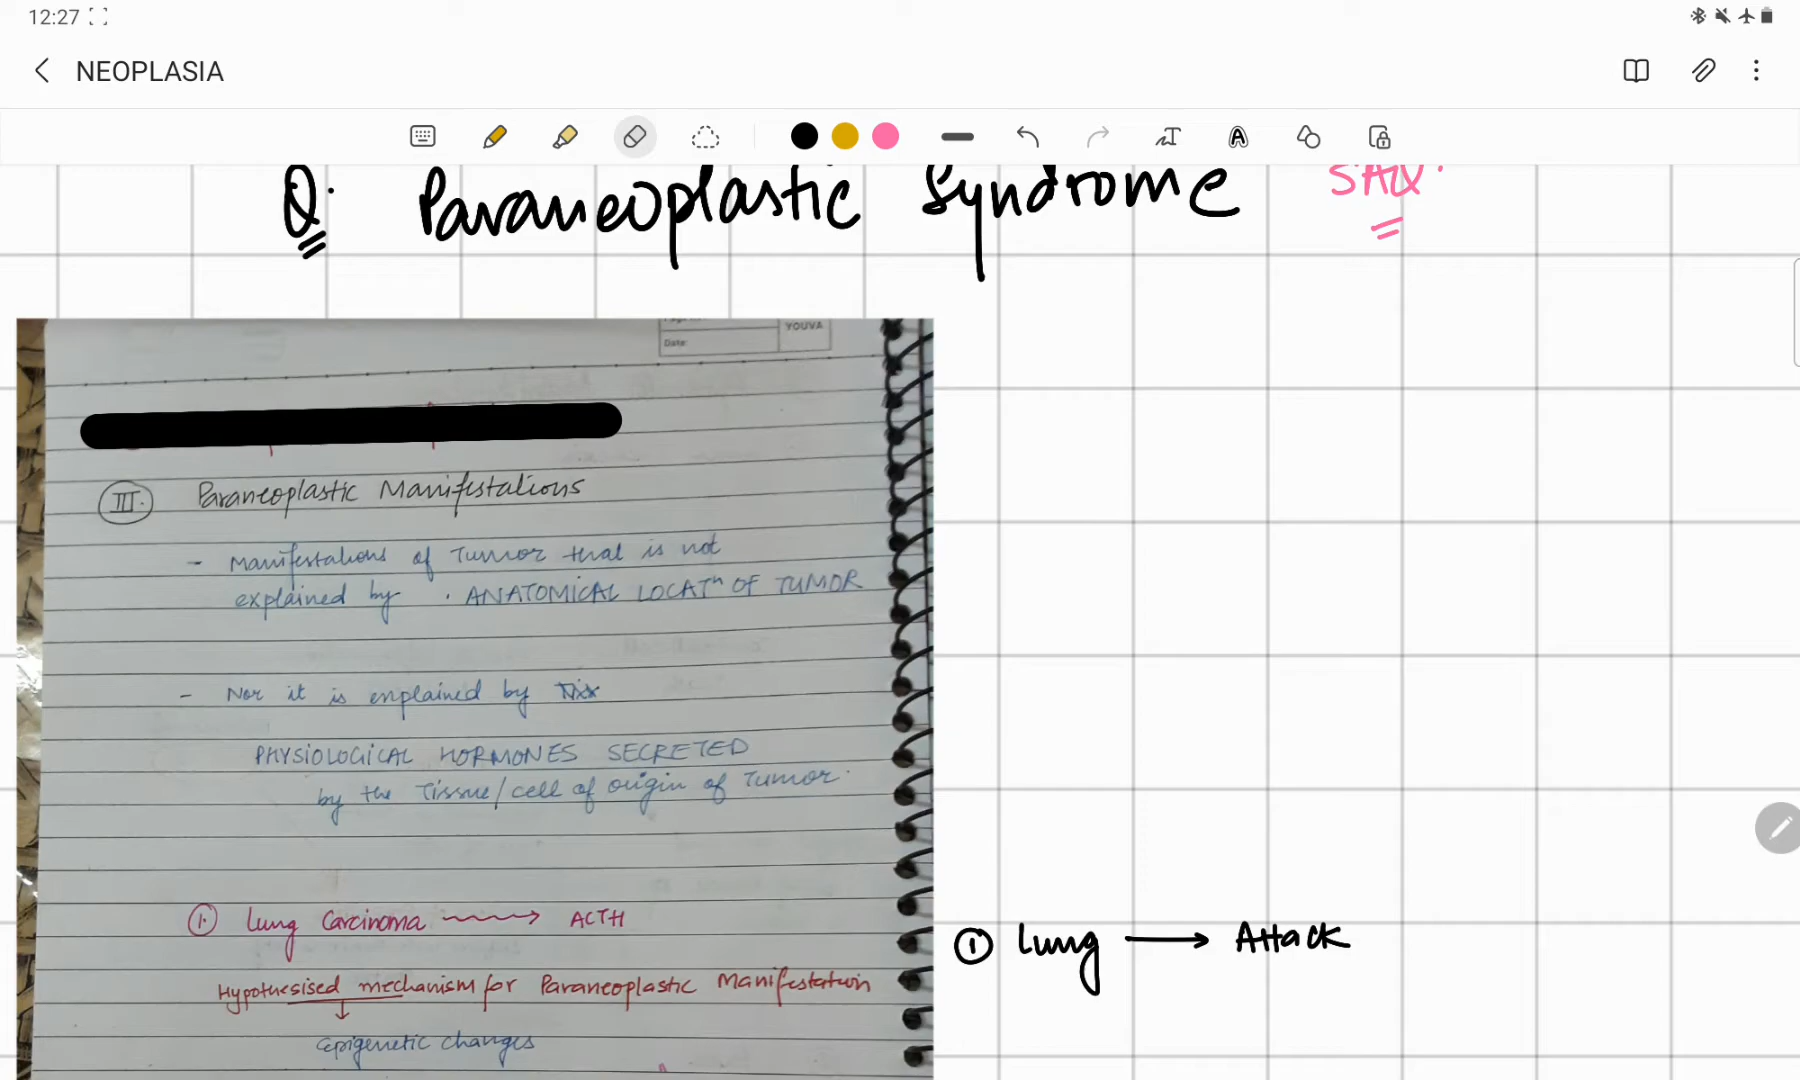 12:27
NEOPLASIA
Q. Paraneoplastic Syndrome SAQ.
YOUVA
Date:
III. Paraneoplastic Manifestations
- Manifestations of Tumor that is not
explained by . ANATOMICAL LOCATn OF TUMOR
- Nor it is explained by
PHYSIOLOGICAL HORMONES SECRETED
by the Tissue/cell of origin of Tumor.
1. Lung Carcinoma → ACTH
1 Lung → Attack
Hypothesised mechanism for Paraneoplastic Manifestation
↓
epigenetic changes